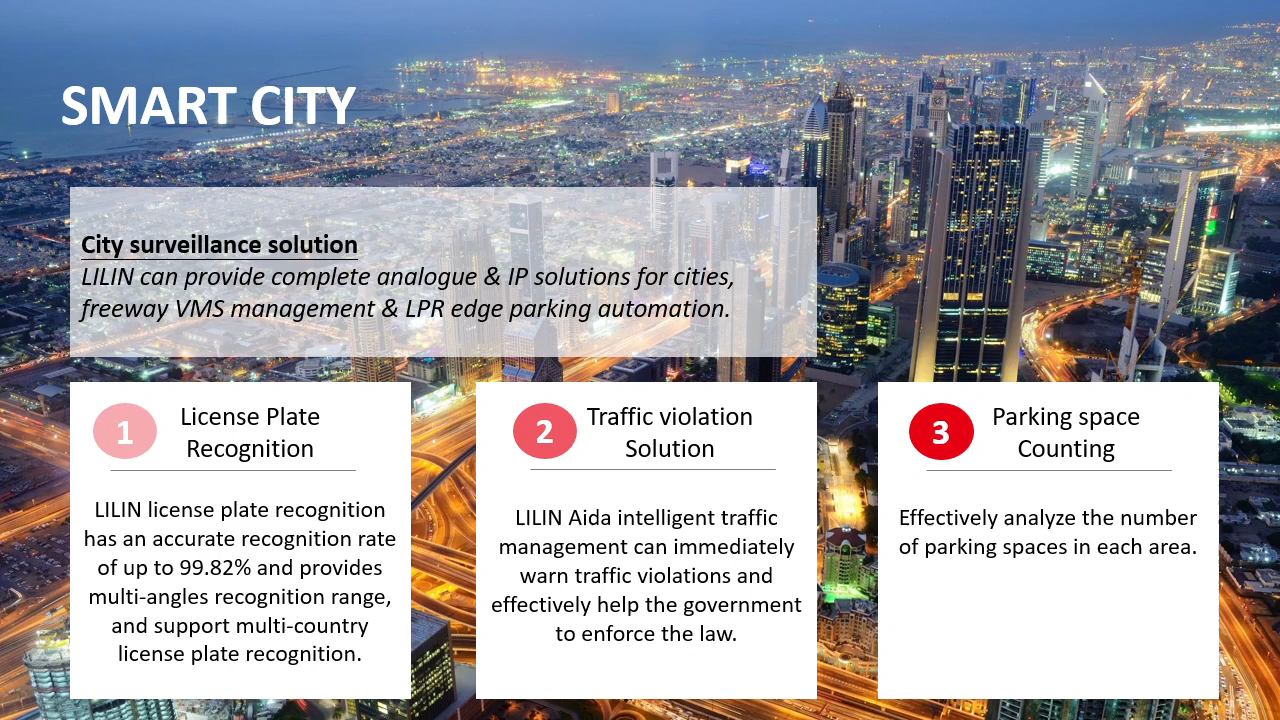 SMART CITY
City surveillance solution
LILIN can provide complete analogue & IP solutions for cities,
freeway VMS management & LPR edge parking automation.
1
License Plate
Recognition
LILIN license plate recognition
has an accurate recognition rate
of up to 99.82% and provides
multi-angles recognition range,
and support multi-country
license plate recognition.
2
Traffic violation
Solution
LILIN Aida intelligent traffic
management can immediately
warn traffic violations and
effectively help the government
to enforce the law.
3
Parking space
Counting
Effectively analyze the number
of parking spaces in each area.